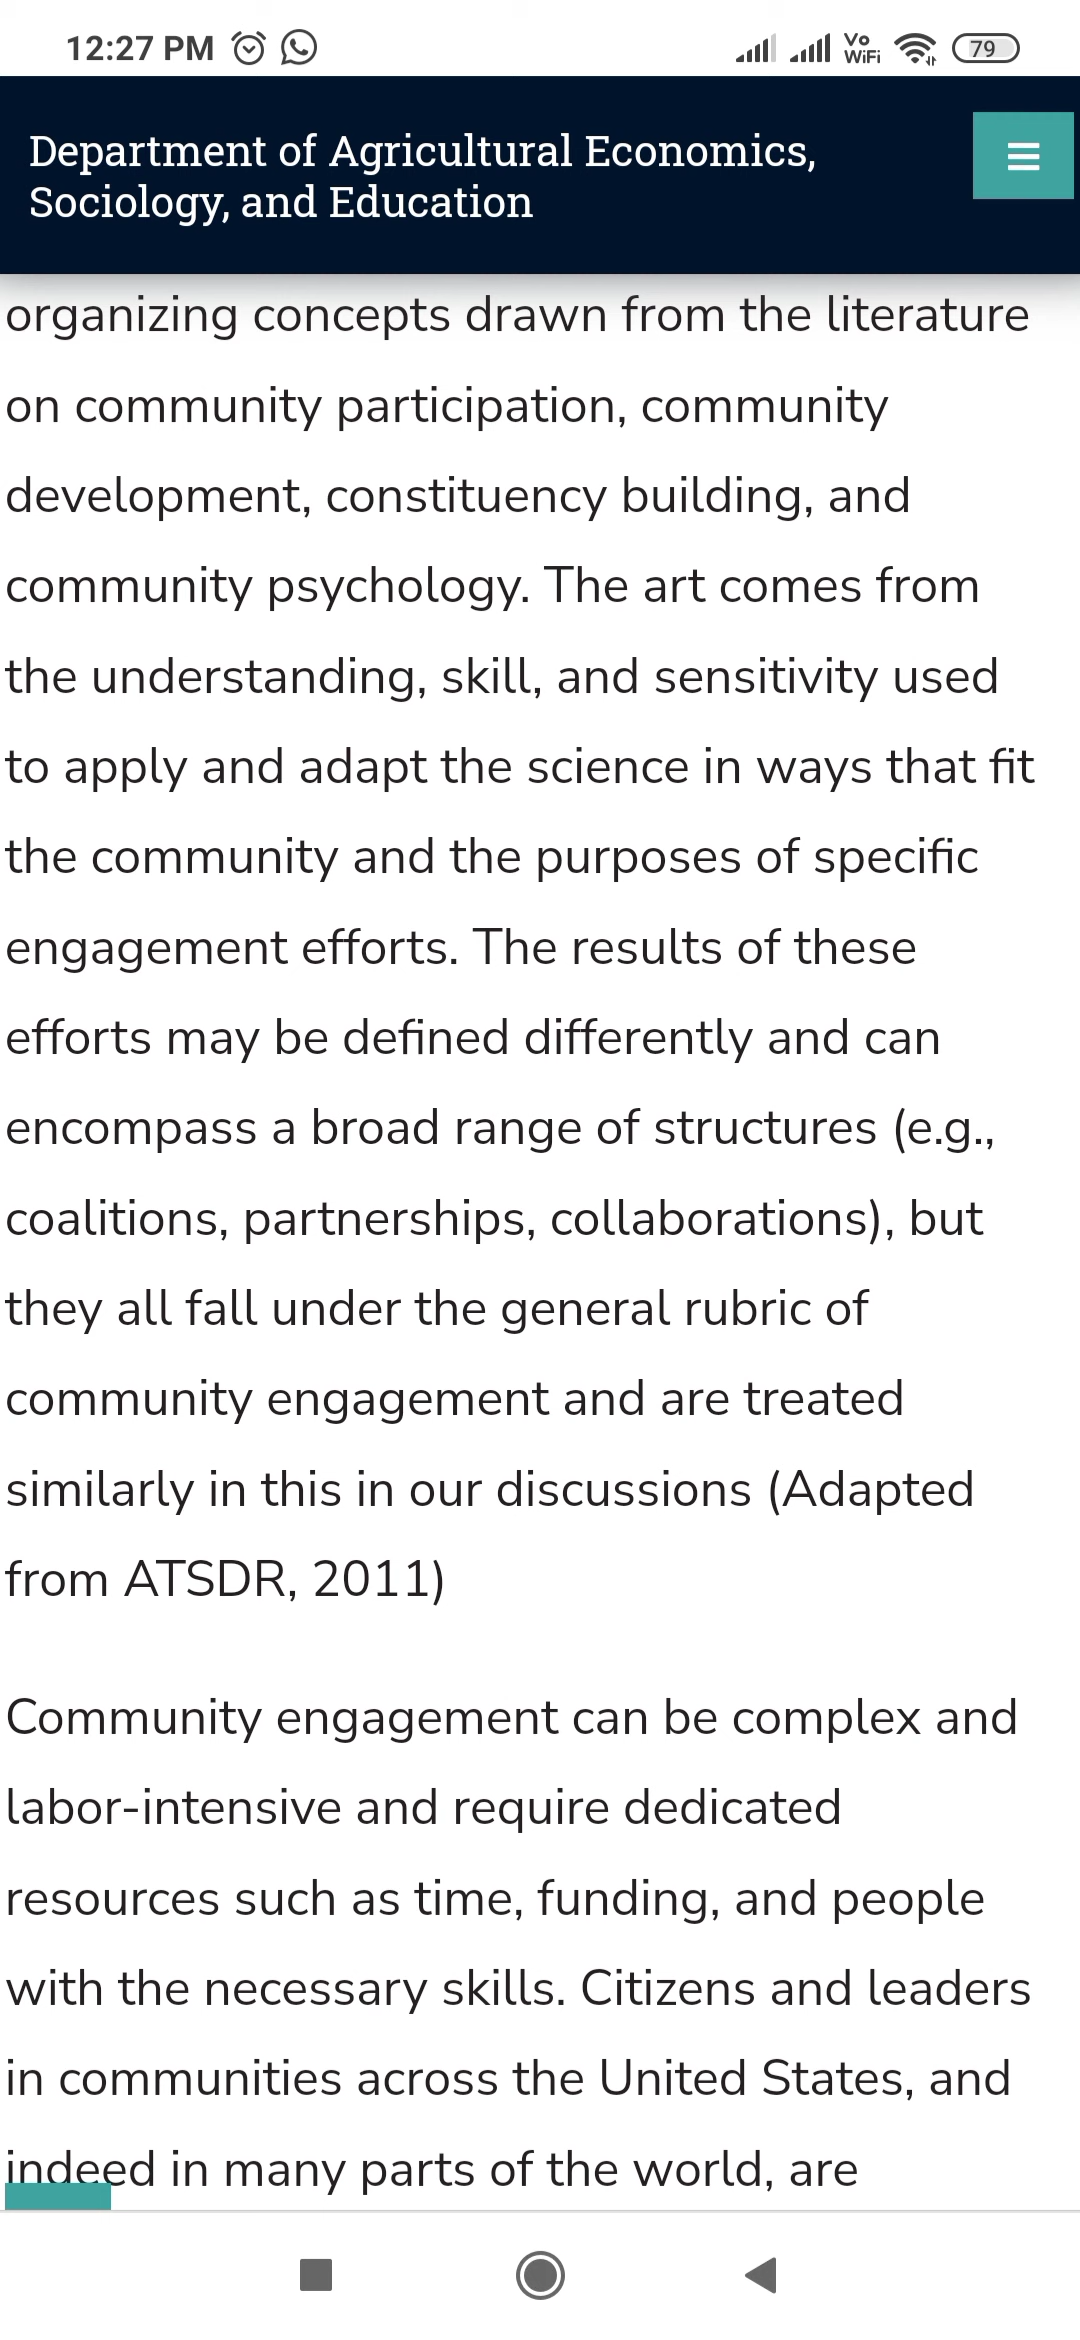 12:27 PM
Vo
WiFi
79
Department of Agricultural Economics,
Sociology, and Education
organizing concepts drawn from the literature
on community participation, community
development, constituency building, and
community psychology. The art comes from
the understanding, skill, and sensitivity used
to apply and adapt the science in ways that fit
the community and the purposes of specific
engagement efforts. The results of these
efforts may be defined differently and can
encompass a broad range of structures (e.g.,
coalitions, partnerships, collaborations), but
they all fall under the general rubric of
community engagement and are treated
similarly in this in our discussions (Adapted
from ATSDR, 2011)
Community engagement can be complex and
labor-intensive and require dedicated
resources such as time, funding, and people
with the necessary skills. Citizens and leaders
in communities across the United States, and
indeed in many parts of the world, are